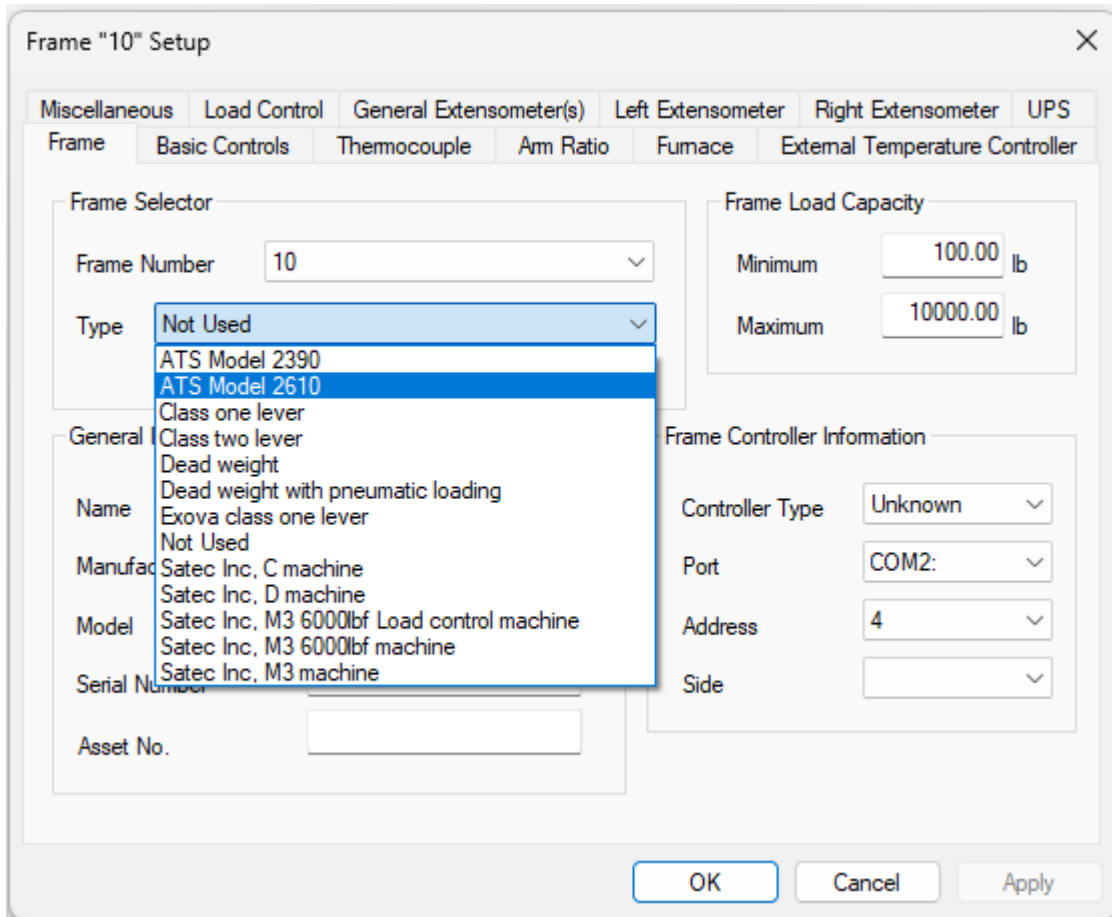 Frame "10" Setup
Miscellaneous Load Control General Extensometer(s) Left Extensometer Right Extensometer UPS
Frame Basic Controls Thermocouple Arm Ratio Furnace External Temperature Controller
Frame Selector
Frame Number 10
Type Not Used
ATS Model 2390
ATS Model 2610
Class one lever
Class two lever
Dead weight
Dead weight with pneumatic loading
Exova class one lever
Not Used
Satec Inc, C machine
Satec Inc, D machine
Satec Inc, M3 6000lbf Load control machine
Satec Inc, M3 6000lbf machine
Satec Inc, M3 machine
Frame Load Capacity
Minimum 100.00 lb
Maximum 10000.00 lb
General
Name
Manufac
Model
Serial Number
Asset No.
Frame Controller Information
Controller Type Unknown
Port COM2:
Address 4
Side
OK Cancel Apply